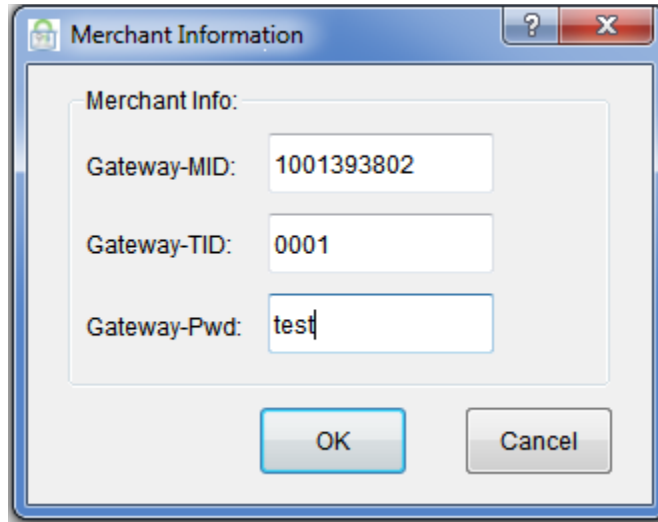 Merchant Information
Merchant Info:
Gateway-MID: 1001393802
Gateway-TID: 0001
Gateway-Pwd: test
OK Cancel